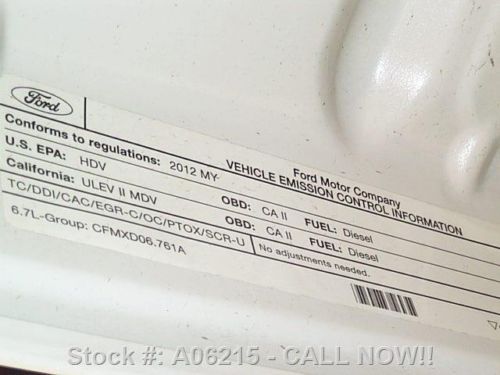 Ford
Ford Motor Company
VEHICLE EMISSION CONTROL INFORMATION
Conforms to regulations: 2012 MY
U.S. EPA: HDV OBD: CA II FUEL: Diesel
California: ULEV II MDV OBD: CA II FUEL: Diesel
TC/DDI/CAC/EGR-C/OC/PTOX/SCR-U No adjustments needed.
6.7L-Group: CFMXD06.761A
Stock #: A06215 - CALL NOW!!